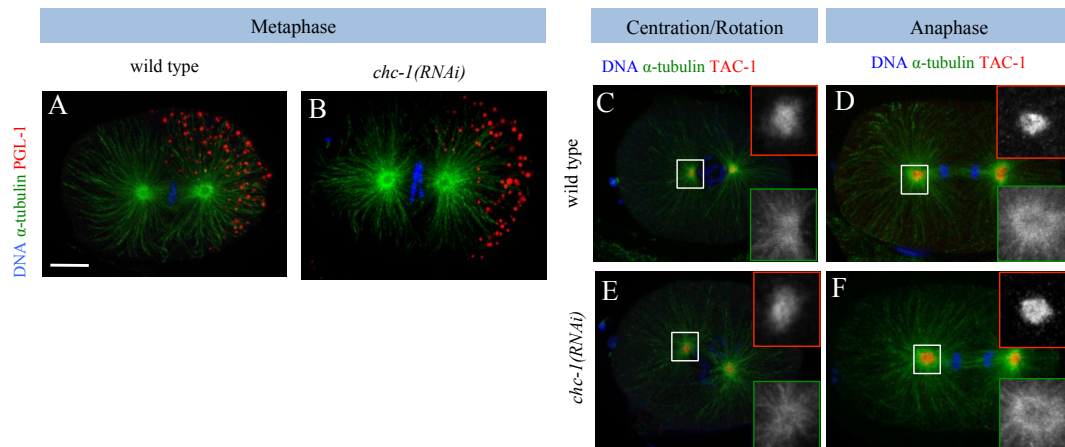 Metaphase
wild type
chc-1(RNAi)
A
B
DNA α-tubulin PGL-1
Centration/Rotation
Anaphase
DNA α-tubulin TAC-1
DNA α-tubulin TAC-1
wild type
C
D
chc-1(RNAi)
E
F